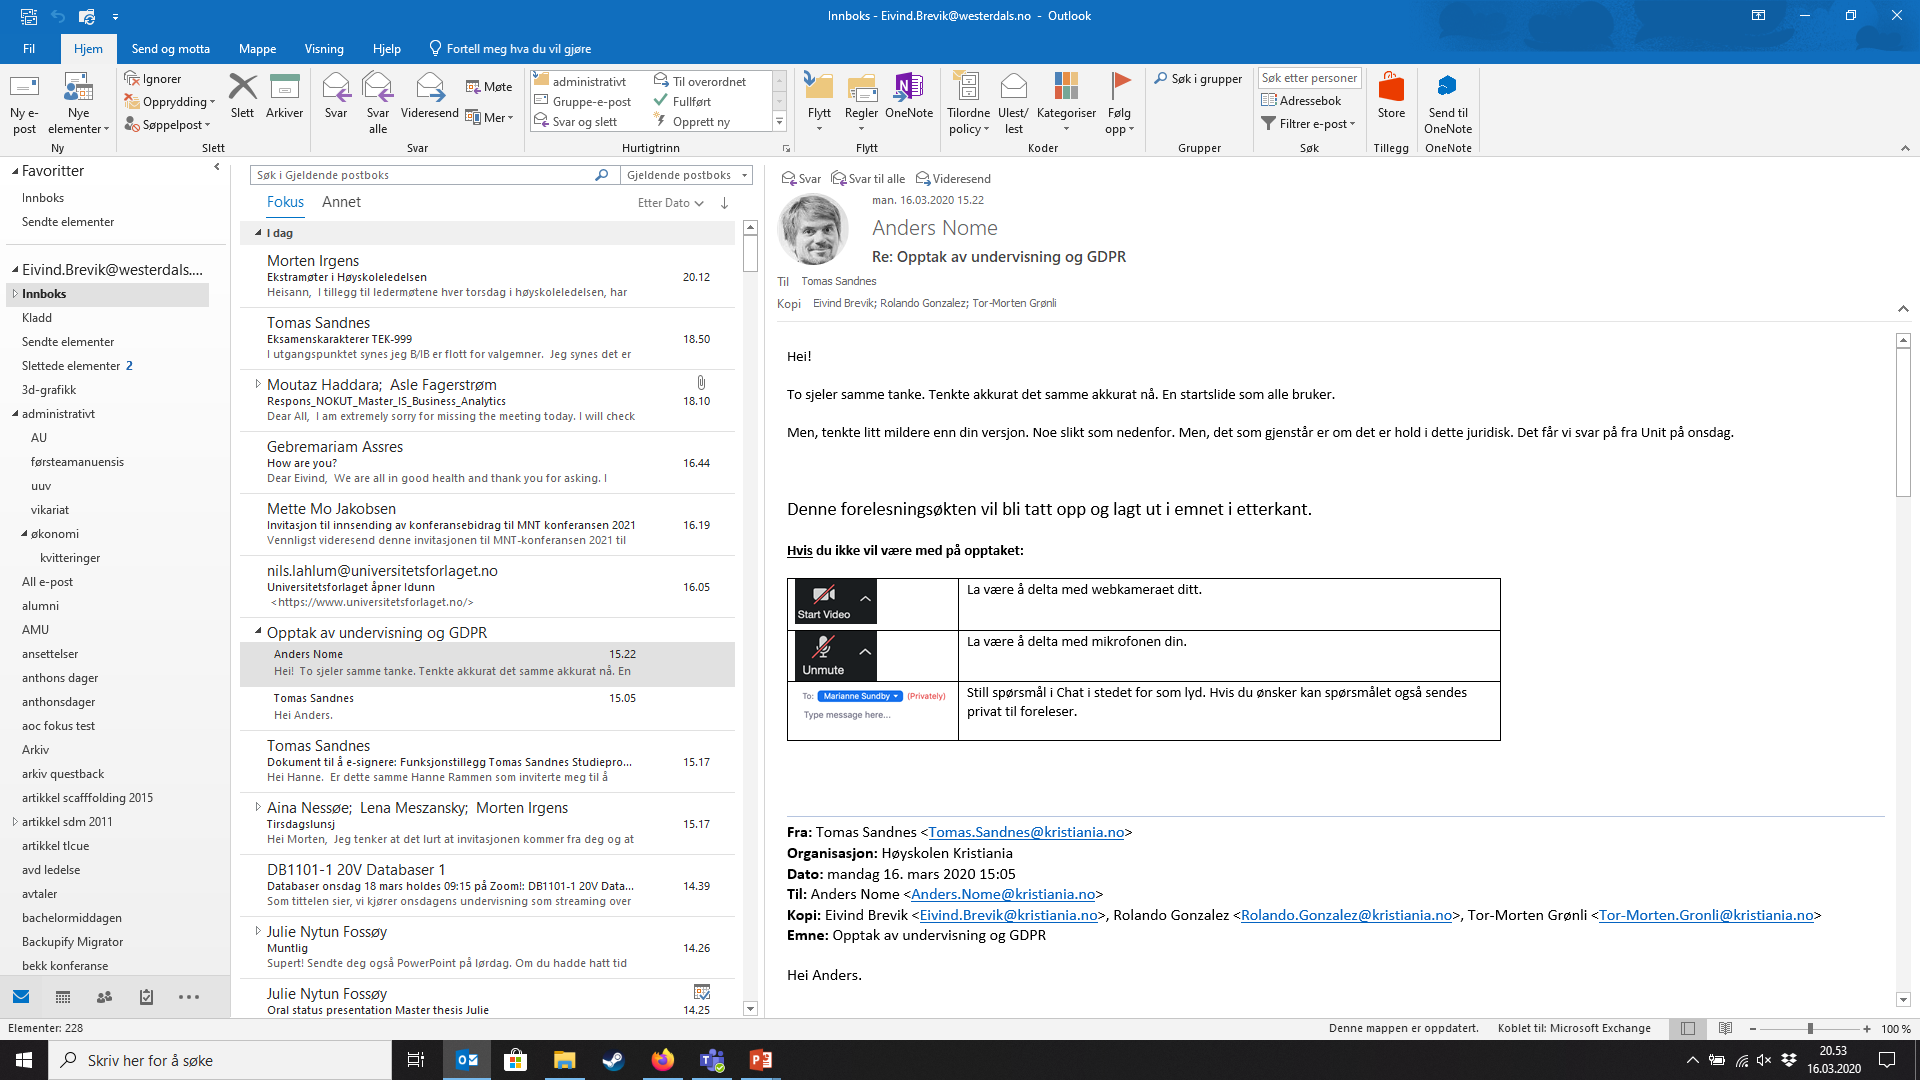 Innboks - Eivind.Brevik@westerdals.no - Outlook
Fil
Hjem
Send og motta
Mappe
Visning
Hjelp
Fortell meg hva du vil gjøre
Ny e-post
Nye elementer
Ignorer
Opprydding
Søppelpost
Slett
Arkiver
Svar
Svar alle
Videresend
Møte
Mer
administrativt
Gruppe-e-post
Svar og slett
Til overordnet
Fullført
Opprett ny
Flytt
Regler
OneNote
Tilordne policy
Ulest/ lest
Kategoriser
Følg opp
Søk i grupper
Søk etter personer
Adressebok
Filtrer e-post
Store
Send til OneNote
Ny
Slett
Svar
Hurtigtrinn
Flytt
Koder
Grupper
Søk
Tillegg
OneNote
Favoritter
Innboks
Sendte elementer
Eivind.Brevik@westerdals....
Innboks
Kladd
Sendte elementer
Slettede elementer 2
3d-grafikk
administrativt
AU
førsteamanuensis
uuv
vikariat
økonomi
kvitteringer
All e-post
alumni
AMU
ansettelser
anthons dager
anthonsdager
aoc fokus test
Arkiv
arkiv questback
artikkel scafffolding 2015
artikkel sdm 2011
artikkel tlcue
avd ledelse
avtaler
bachelormiddagen
Backupify Migrator
bekk konferanse
Søk i Gjeldende postboks
Gjeldende postboks
Fokus
Annet
Etter Dato
I dag
Morten Irgens
Ekstramøter i Høyskoleledelsen 20.12
Heisann, I tillegg til ledermøtene hver torsdag i høyskoleledelsen, har
Tomas Sandnes
Eksamenskarakterer TEK-999 18.50
I utgangspunktet synes jeg B/IB er flott for valgemner. Jeg synes det er
Moutaz Haddara; Asle Fagerstrøm
Respons_NOKUT_Master_IS_Business_Analytics 18.10
Dear All, I am extremely sorry for missing the meeting today. I will check
Gebremariam Assres
How are you? 16.44
Dear Eivind, We are all in good health and thank you for asking. I
Mette Mo Jakobsen
Invitasjon til innsending av konferansebidrag til MNT konferansen 2021 16.19
Vennligst videresend denne invitasjonen til MNT-konferansen 2021 til
nils.lahlum@universitetsforlaget.no
Universitetsforlaget åpner Idunn 16.05
<https://www.universitetsforlaget.no/>
Opptak av undervisning og GDPR
Anders Nome 15.22
Hei! To sjeler samme tanke. Tenkte akkurat det samme akkurat nå. En
Tomas Sandnes 15.05
Hei Anders.
Tomas Sandnes
Dokument til å e-signere: Funksjonstillegg Tomas Sandnes Studiepro... 15.17
Hei Hanne. Er dette samme Hanne Rammen som inviterte meg til å
Aina Nessøe; Lena Meszansky; Morten Irgens
Tirsdagslunsj 15.17
Hei Morten, Jeg tenker at det lurt at invitasjonen kommer fra deg og at
DB1101-1 20V Databaser 1
Databaser onsdag 18 mars holdes 09:15 på Zoom!: DB1101-1 20V Data... 14.39
Som tittelen sier, vi kjører onsdagens undervisning som streaming over
Julie Nytun Fossøy
Muntlig 14.26
Supert! Sendte deg også PowerPoint på lørdag. Om du hadde hatt tid
Julie Nytun Fossøy
Oral status presentation Master thesis Julie 14.25
Svar
Svar til alle
Videresend
man. 16.03.2020 15.22
Anders Nome
Re: Opptak av undervisning og GDPR
Til Tomas Sandnes
Kopi Eivind Brevik; Rolando Gonzalez; Tor-Morten Grønli
Hei!
To sjeler samme tanke. Tenkte akkurat det samme akkurat nå. En startslide som alle bruker.
Men, tenkte litt mildere enn din versjon. Noe slikt som nedenfor. Men, det som gjenstår er om det er hold i dette juridisk. Det får vi svar på fra Unit på onsdag.
Denne forelesningsøkten vil bli tatt opp og lagt ut i emnet i etterkant.
Hvis du ikke vil være med på opptaket:
Start Video
La være å delta med webkameraet ditt.
Unmute
La være å delta med mikrofonen din.
To: Marianne Sundby (Privately)
Type message here...
Still spørsmål i Chat i stedet for som lyd. Hvis du ønsker kan spørsmålet også sendes
privat til foreleser.
Fra: Tomas Sandnes <Tomas.Sandnes@kristiania.no>
Organisasjon: Høyskolen Kristiania
Dato: mandag 16. mars 2020 15:05
Til: Anders Nome <Anders.Nome@kristiania.no>
Kopi: Eivind Brevik <Eivind.Brevik@kristiania.no>, Rolando Gonzalez <Rolando.Gonzalez@kristiania.no>, Tor-Morten Grønli <Tor-Morten.Gronli@kristiania.no>
Emne: Opptak av undervisning og GDPR
Hei Anders.
Elementer: 228
Denne mappen er oppdatert.
Koblet til: Microsoft Exchange
100 %
Skriv her for å søke
20.53
16.03.2020